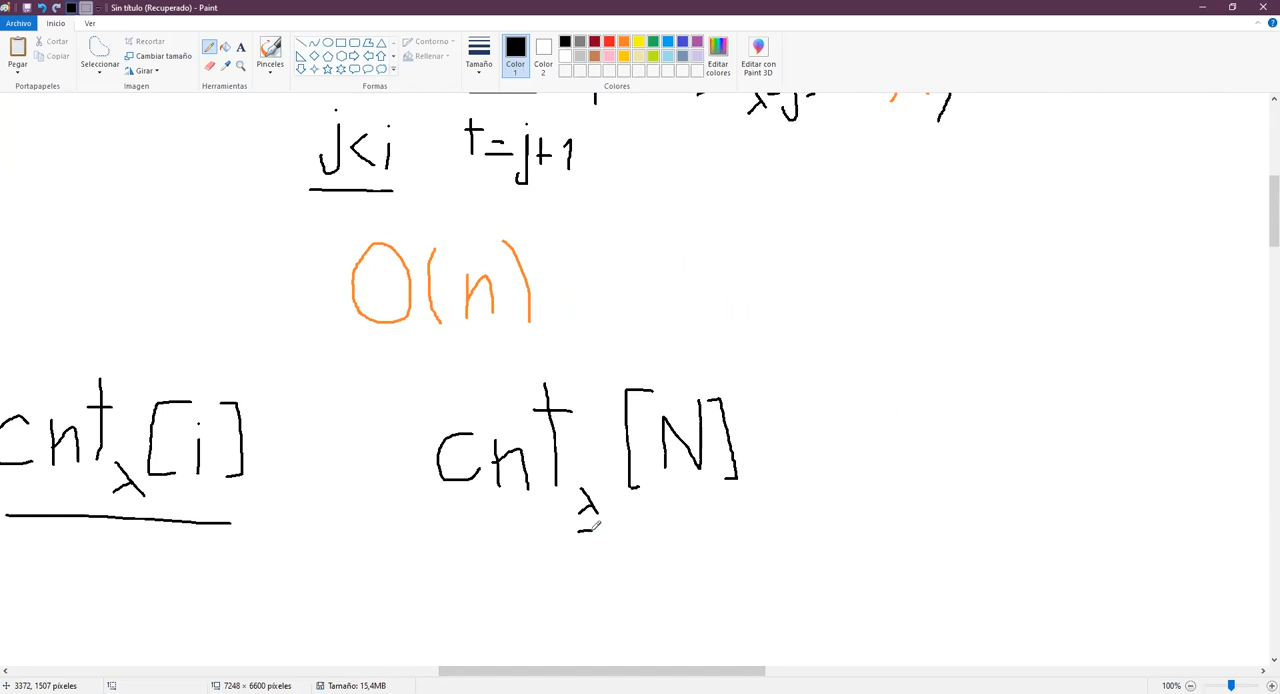 Sin título (Recuperado) - Paint
Archivo Inicio Ver
Pegar Cortar Copiar Seleccionar Recortar Cambiar tamaño Girar Pinceles Contorno Rellenar Tamaño Color 1 Color 2 Editar colores Editar con Paint 3D
Portapapeles Imagen Herramientas Formas Colores
j<i t=j+1
O(n)
cnt λ [i] cnt λ [N]
3372, 1507 píxeles 7248 × 6600 píxeles Tamaño: 15,4MB 100%